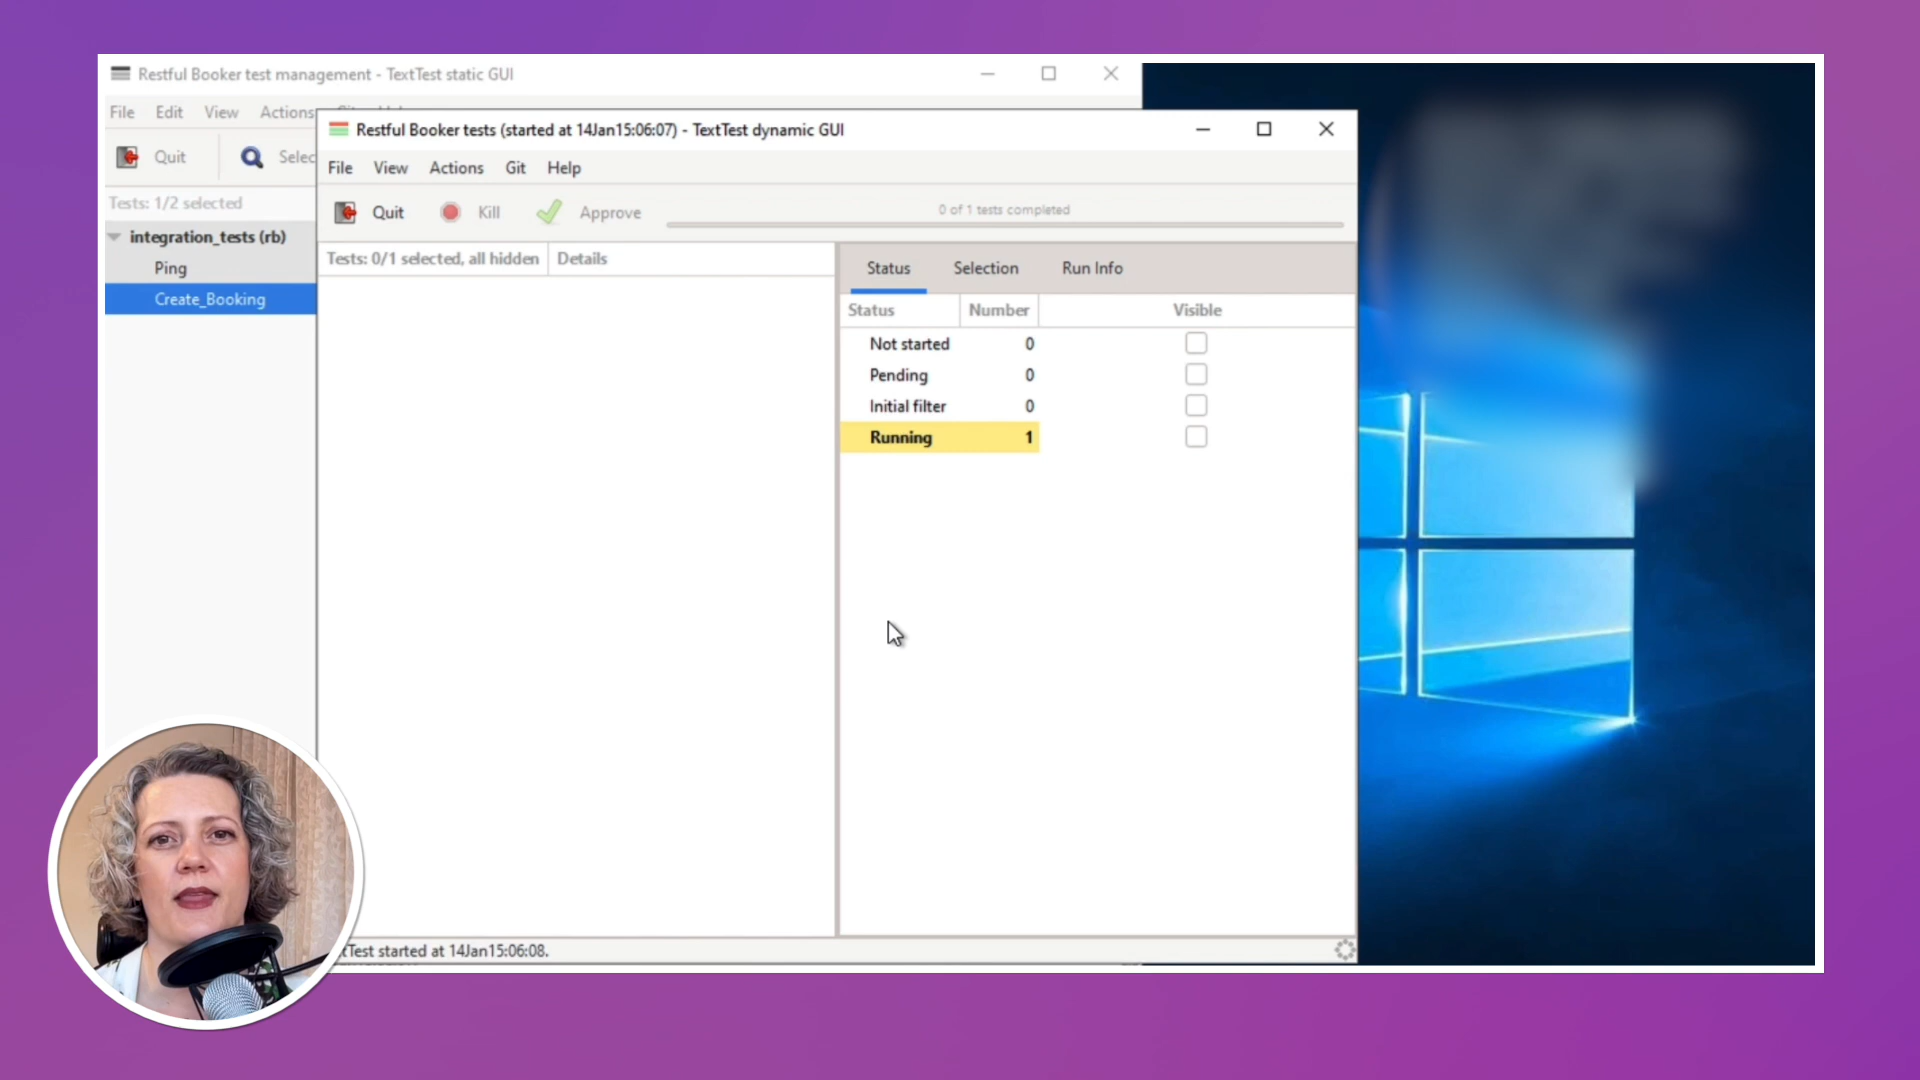 Restful Booker test management - TextTest static GUI
File Edit View Actions
Quit
Selec
Tests: 1/2 selected
integration_tests (rb)
Ping
Create_Booking
Restful Booker tests (started at 14Jan15:06:07) - TextTest dynamic GUI
File View Actions Git Help
Quit Kill Approve
0 of 1 tests completed
Tests: 0/1 selected, all hidden Details
Status Selection Run Info
Status Number Visible
Not started 0
Pending 0
Initial filter 0
Running 1
tTest started at 14Jan15:06:08.